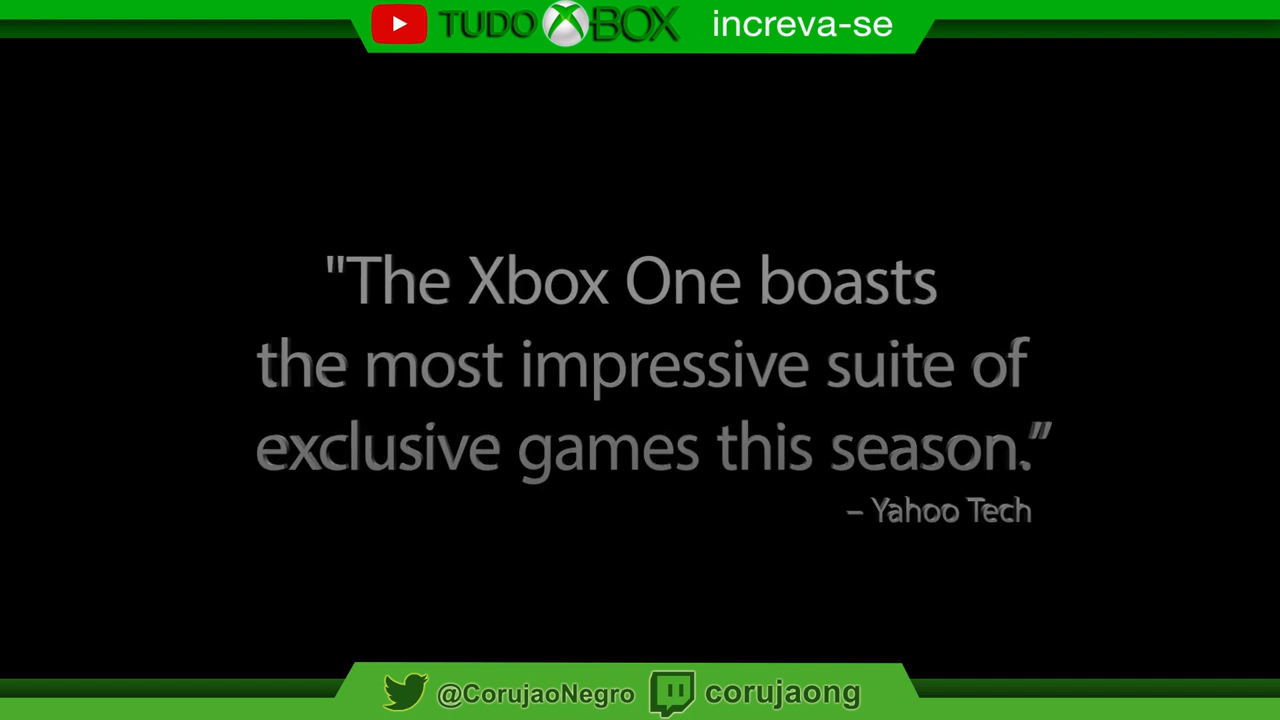 TUDO XBOX increva-se
"The Xbox One boasts
the most impressive suite of
exclusive games this season.”
– Yahoo Tech
@CorujaoNegro corujaong